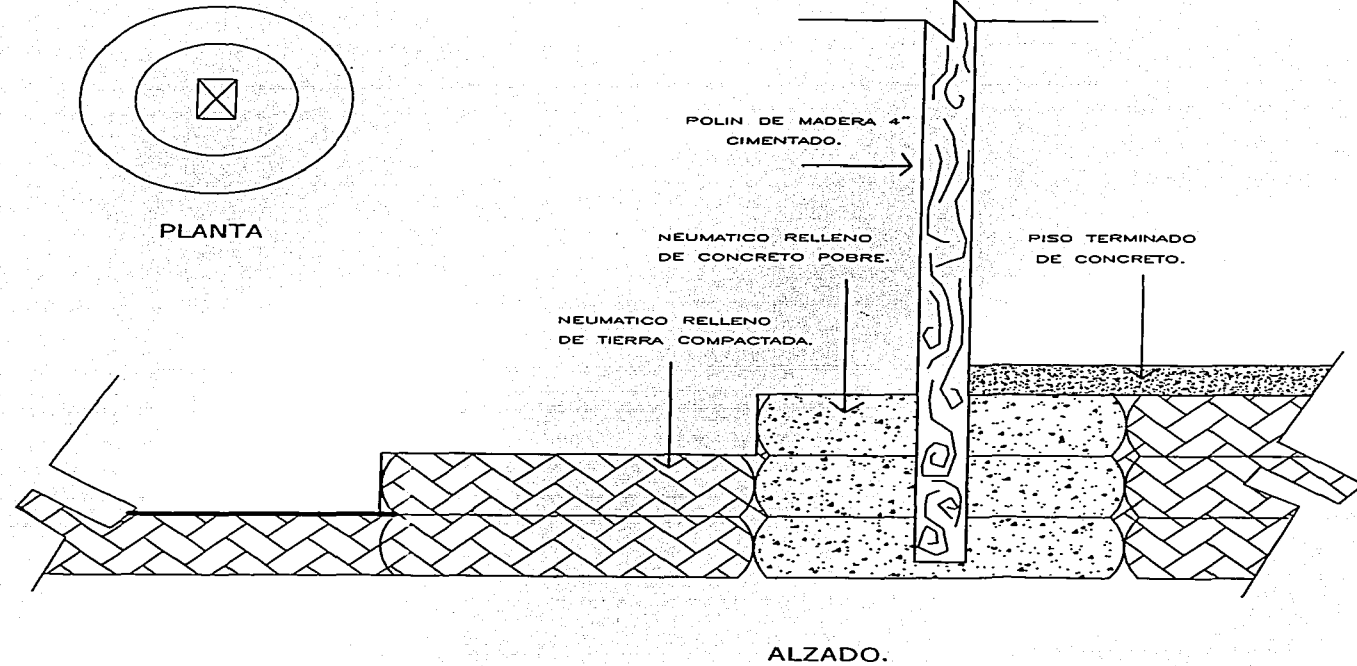 PLANTA
POLIN DE MADERA 4"
CIMENTADO.
NEUMATICO RELLENO
DE CONCRETO POBRE.
PISO TERMINADO
DE CONCRETO.
NEUMATICO RELLENO
DE TIERRA COMPACTADA.
ALZADO.